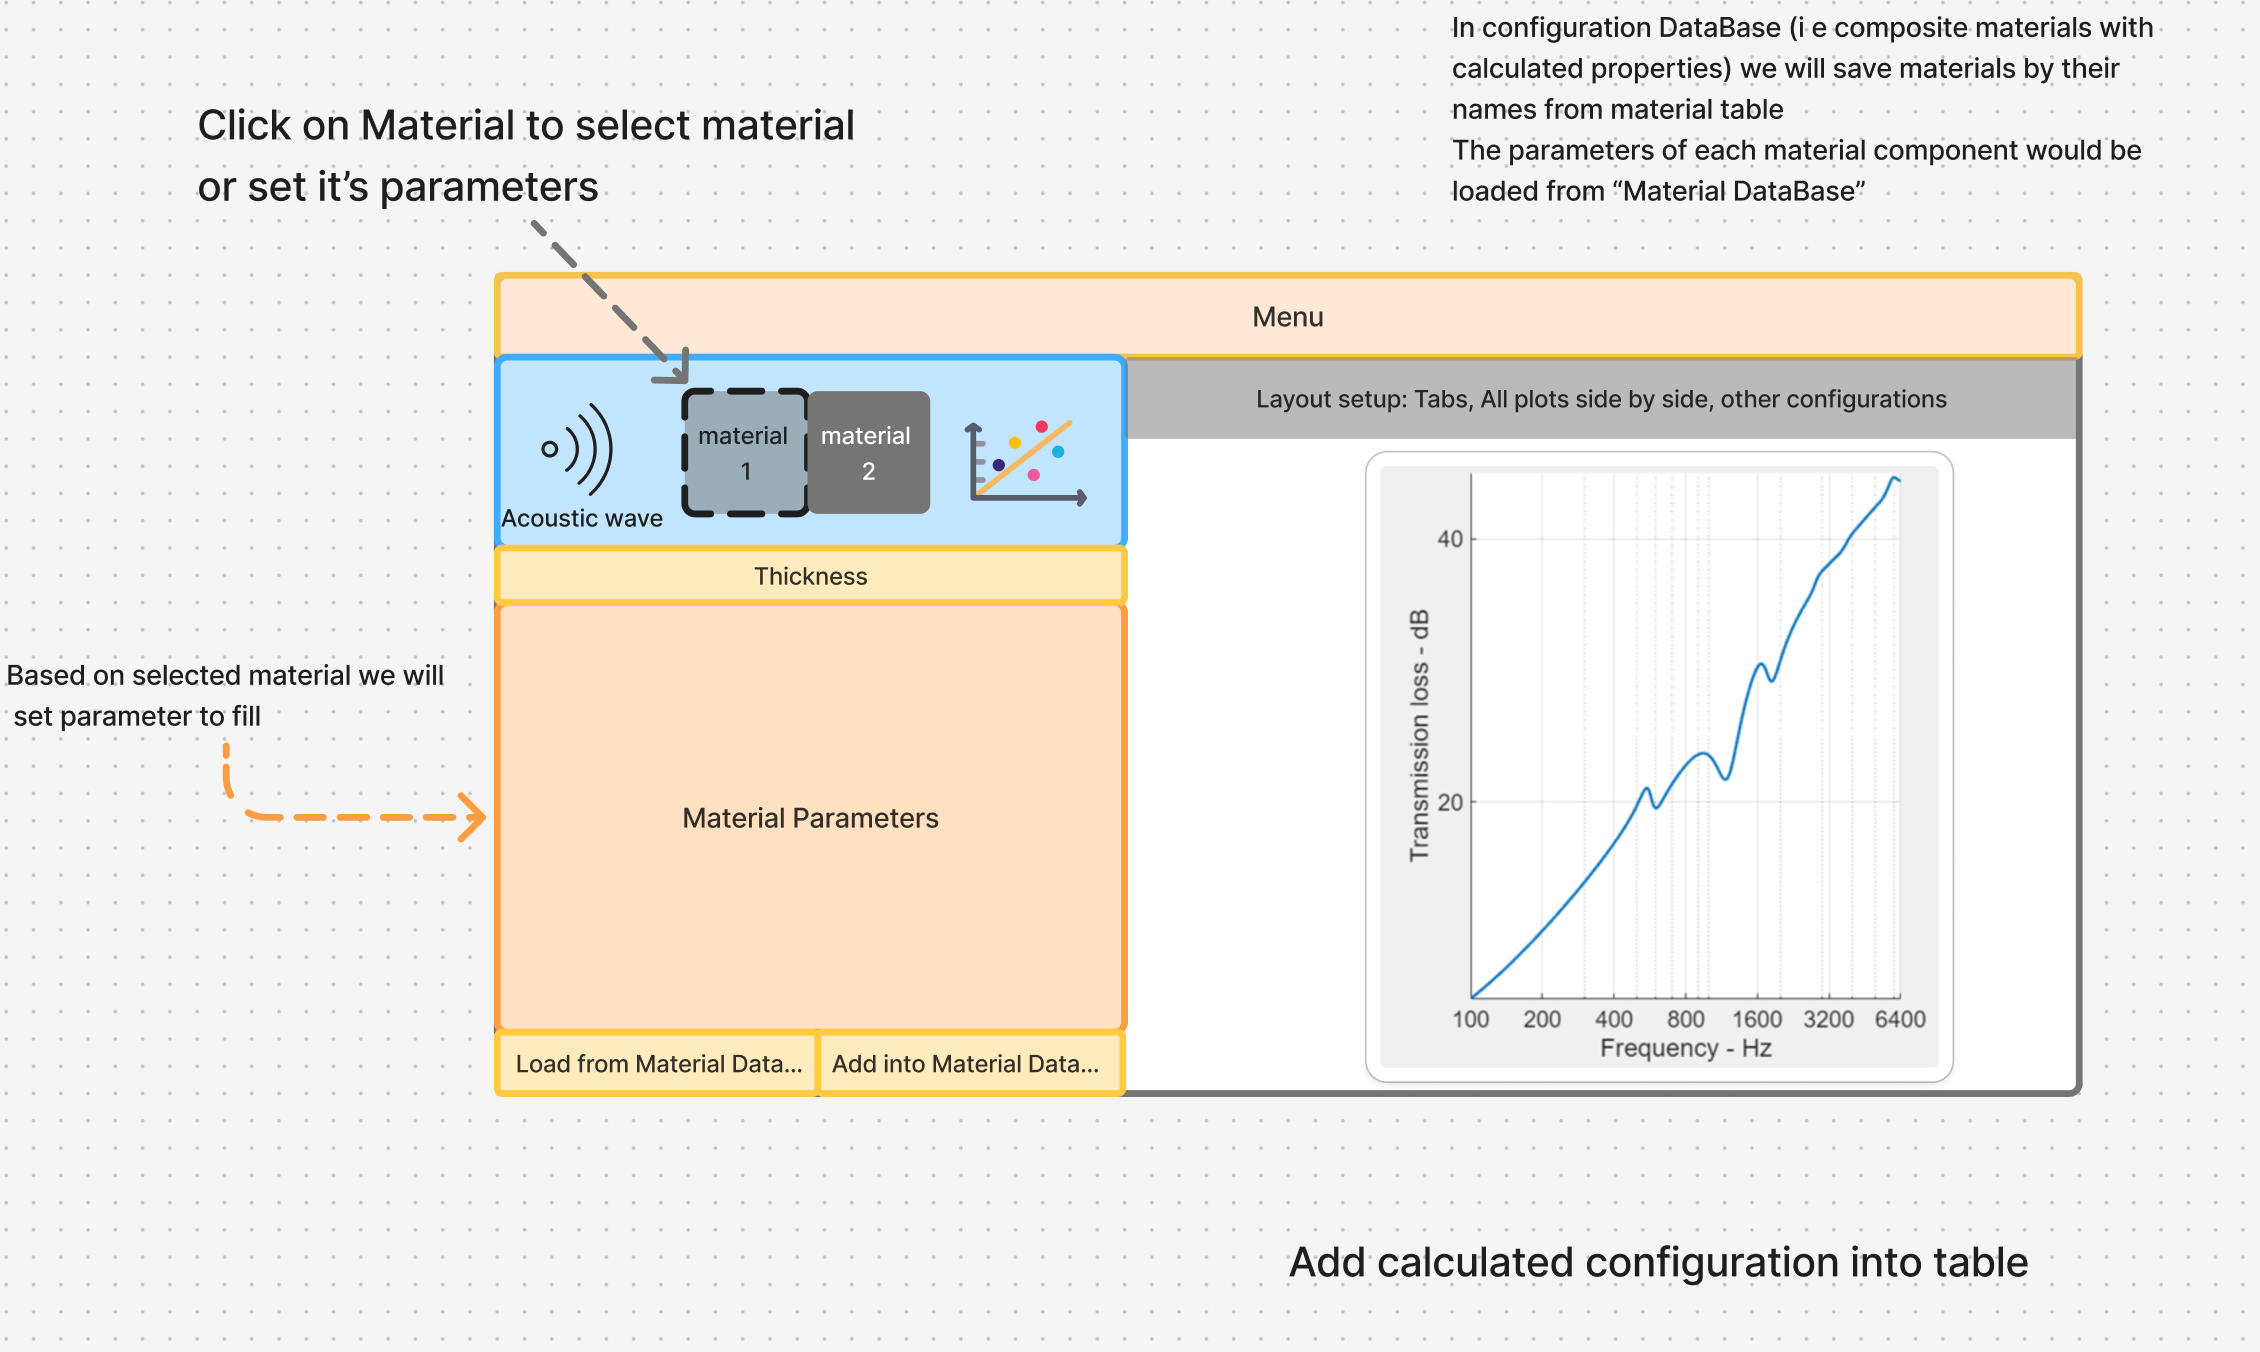 In configuration DataBase (i e composite materials with
calculated properties) we will save materials by their
names from material table
The parameters of each material component would be
loaded from “Material DataBase”
Click on Material to select material
or set it’s parameters
Menu
Layout setup: Tabs, All plots side by side, other configurations
material
1
material
2
Acoustic wave
Thickness
Based on selected material we will
set parameter to fill
Material Parameters
Load from Material Data...
Add into Material Data...
Transmission loss - dB
40
20
100 200 400 800 1600 3200 6400
Frequency - Hz
Add calculated configuration into table